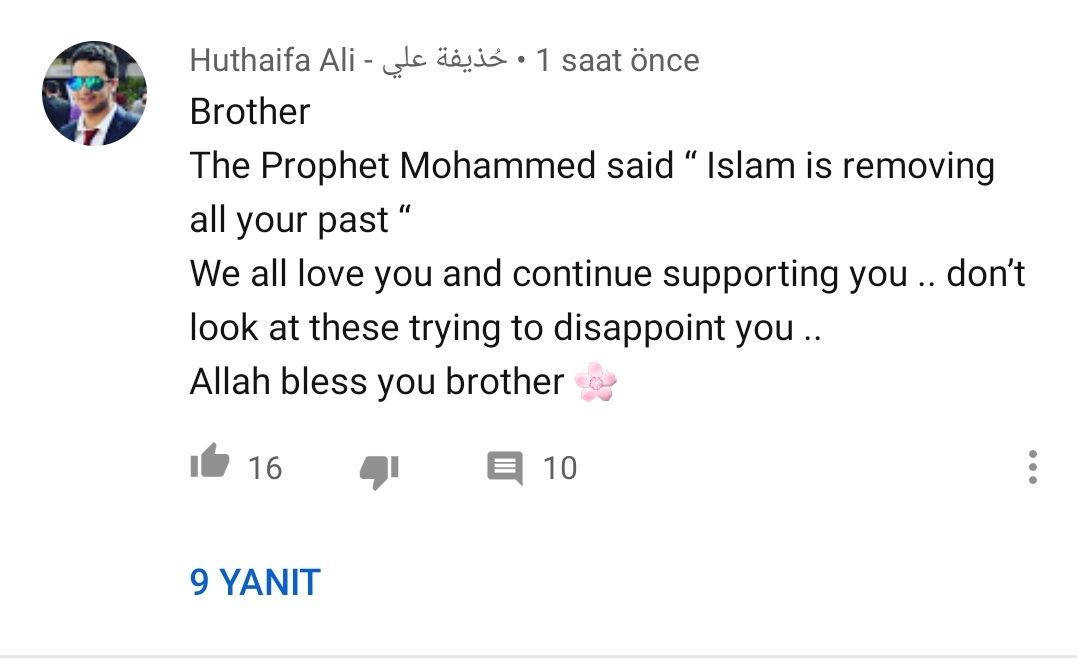 Huthaifa Ali - حُذيفة علي • 1 saat önce
Brother
The Prophet Mohammed said “ Islam is removing
all your past “
We all love you and continue supporting you .. don’t
look at these trying to disappoint you ..
Allah bless you brother 🌸
16 10
9 YANIT